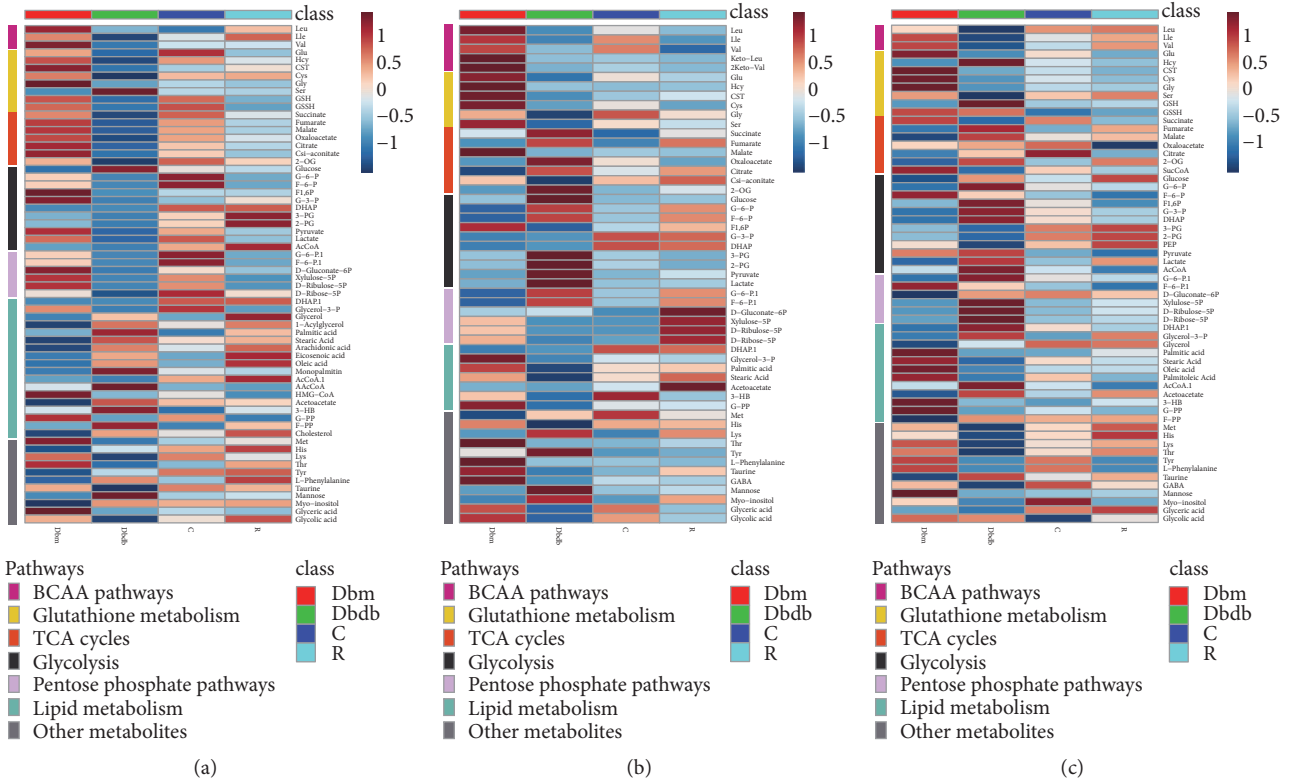 class
1
0.5
0
−0.5
−1
Leu
Lle
Val
Glu
Hcy
CST
Cys
Gly
Ser
GSH
GSSH
Succinate
Fumarate
Malate
Oxaloacetate
Citrate
Csi−aconitate
2−OG
Glucose
G−6−P
F−6−P
F1,6P
G−3−P
DHAP
3−PG
2−PG
Pyruvate
Lactate
AcCoA
G−6−P.1
F−6−P.1
D−Gluconate−6P
Xylulose−5P
D−Ribulose−5P
D−Ribose−5P
DHAP.1
Glycerol−3−P
Glycerol
1−Acylglycerol
Palmitic acid
Stearic Acid
Arachidonic acid
Eicosenoic acid
Oleic acid
Monopalmitin
AcCoA.1
AAcCoA
HMG−CoA
Acetoacetate
3−HB
G−PP
F−PP
Cholesterol
Met
His
Lys
Thr
Tyr
L−Phenylalanine
Taurine
Mannose
Myo−inositol
Glyceric acid
Glycolic acid
Dbm
Dbdb
C
R
Pathways
BCAA pathways
Glutathione metabolism
TCA cycles
Glycolysis
Pentose phosphate pathways
Lipid metabolism
Other metabolites
class
Dbm
Dbdb
C
R
(a)
class
1
0.5
0
−0.5
−1
Leu
Lle
Val
Keto−Leu
2Keto−Val
Glu
Hcy
CST
Cys
Gly
Ser
Succinate
Fumarate
Malate
Oxaloacetate
Citrate
Csi−aconitate
2−OG
Glucose
G−6−P
F−6−P
F1,6P
G−3−P
DHAP
3−PG
2−PG
Pyruvate
Lactate
G−6−P.1
F−6−P.1
D−Gluconate−6P
Xylulose−5P
D−Ribulose−5P
D−Ribose−5P
DHAP.1
Glycerol−3−P
Palmitic acid
Stearic Acid
Acetoacetate
3−HB
G−PP
Met
His
Lys
Thr
Tyr
L−Phenylalanine
Taurine
GABA
Mannose
Myo−inositol
Glyceric acid
Glycolic acid
Dbm
Dbdb
C
R
Pathways
BCAA pathways
Glutathione metabolism
TCA cycles
Glycolysis
Pentose phosphate pathways
Lipid metabolism
Other metabolites
class
Dbm
Dbdb
C
R
(b)
class
1
0.5
0
−0.5
−1
Leu
Lle
Val
Glu
Hcy
CST
Cys
Gly
Ser
GSH
GSSH
Succinate
Fumarate
Malate
Oxaloacetate
Citrate
2−OG
SucCoA
Glucose
G−6−P
F−6−P
F1,6P
G−3−P
DHAP
3−PG
2−PG
PEP
Pyruvate
Lactate
AcCoA
G−6−P.1
F−6−P.1
D−Gluconate−6P
Xylulose−5P
D−Ribulose−5P
D−Ribose−5P
DHAP.1
Glycerol−3−P
Glycerol
Palmitic acid
Stearic Acid
Oleic acid
Palmitoleic Acid
AcCoA.1
Acetoacetate
3−HB
G−PP
F−PP
Met
His
Lys
Thr
Tyr
L−Phenylalanine
Taurine
GABA
Mannose
Myo−inositol
Glyceric acid
Glycolic acid
Dbm
Dbdb
C
R
Pathways
BCAA pathways
Glutathione metabolism
TCA cycles
Glycolysis
Pentose phosphate pathways
Lipid metabolism
Other metabolites
class
Dbm
Dbdb
C
R
(c)